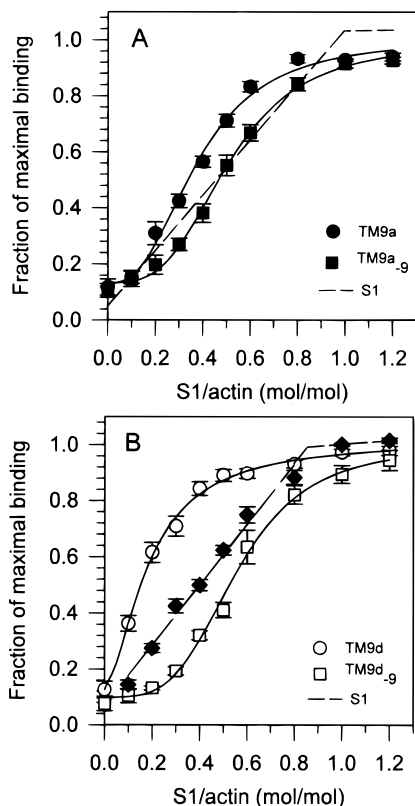 A
Fraction of maximal binding
1.0
0.8
0.6
0.4
0.2
0.0
TM9a
TM9a-9
S1
0.0 0.2 0.4 0.6 0.8 1.0 1.2
S1/actin (mol/mol)
B
Fraction of maximal binding
1.0
0.8
0.6
0.4
0.2
0.0
TM9d
TM9d-9
S1
0.0 0.2 0.4 0.6 0.8 1.0 1.2
S1/actin (mol/mol)